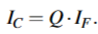 I_C = Q · I_F.